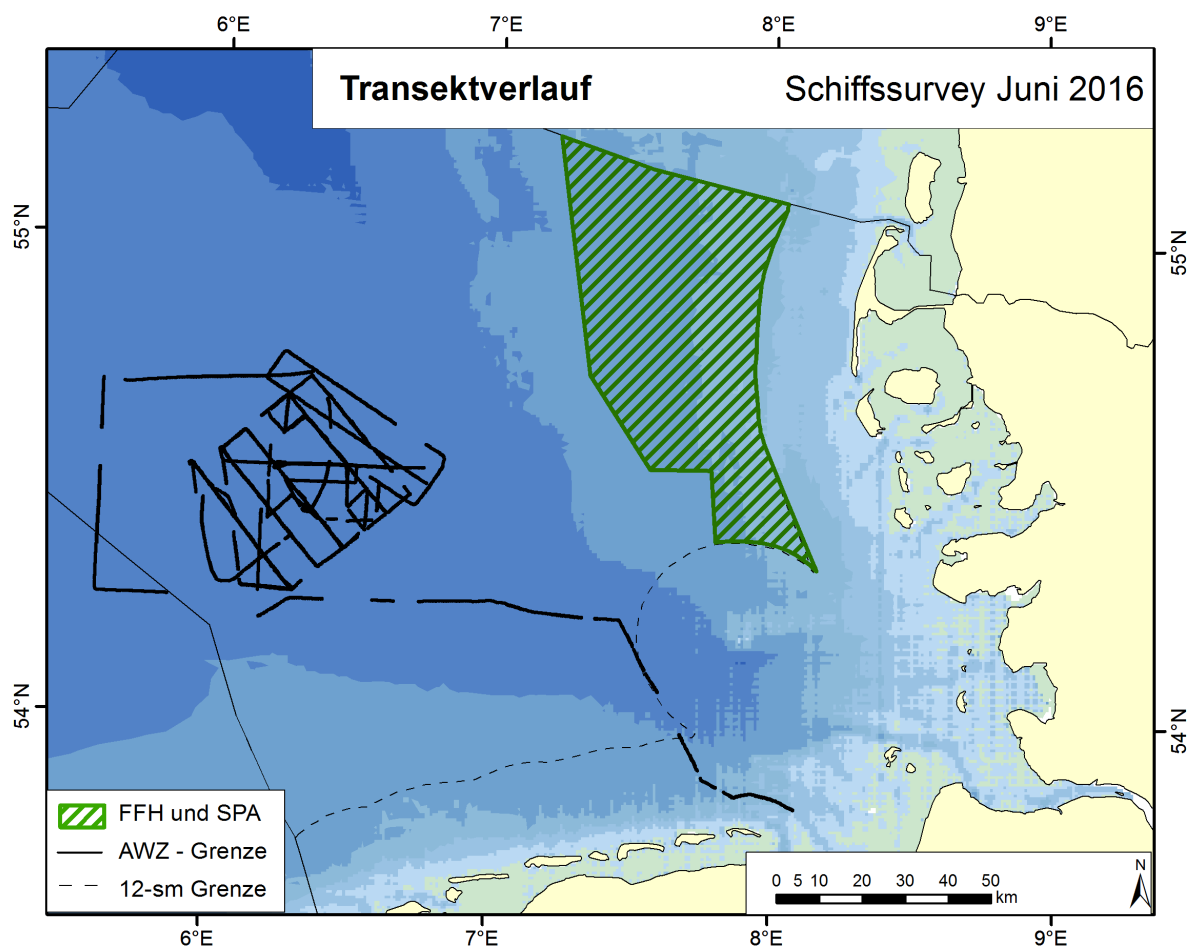 6°E 7°E 8°E 9°E
Transektverlauf Schiffssurvey Juni 2016
55°N 55°N
54°N 54°N
FFH und SPA
AWZ - Grenze
12-sm Grenze
N
0 5 10 20 30 40 50
km
6°E 7°E 8°E 9°E